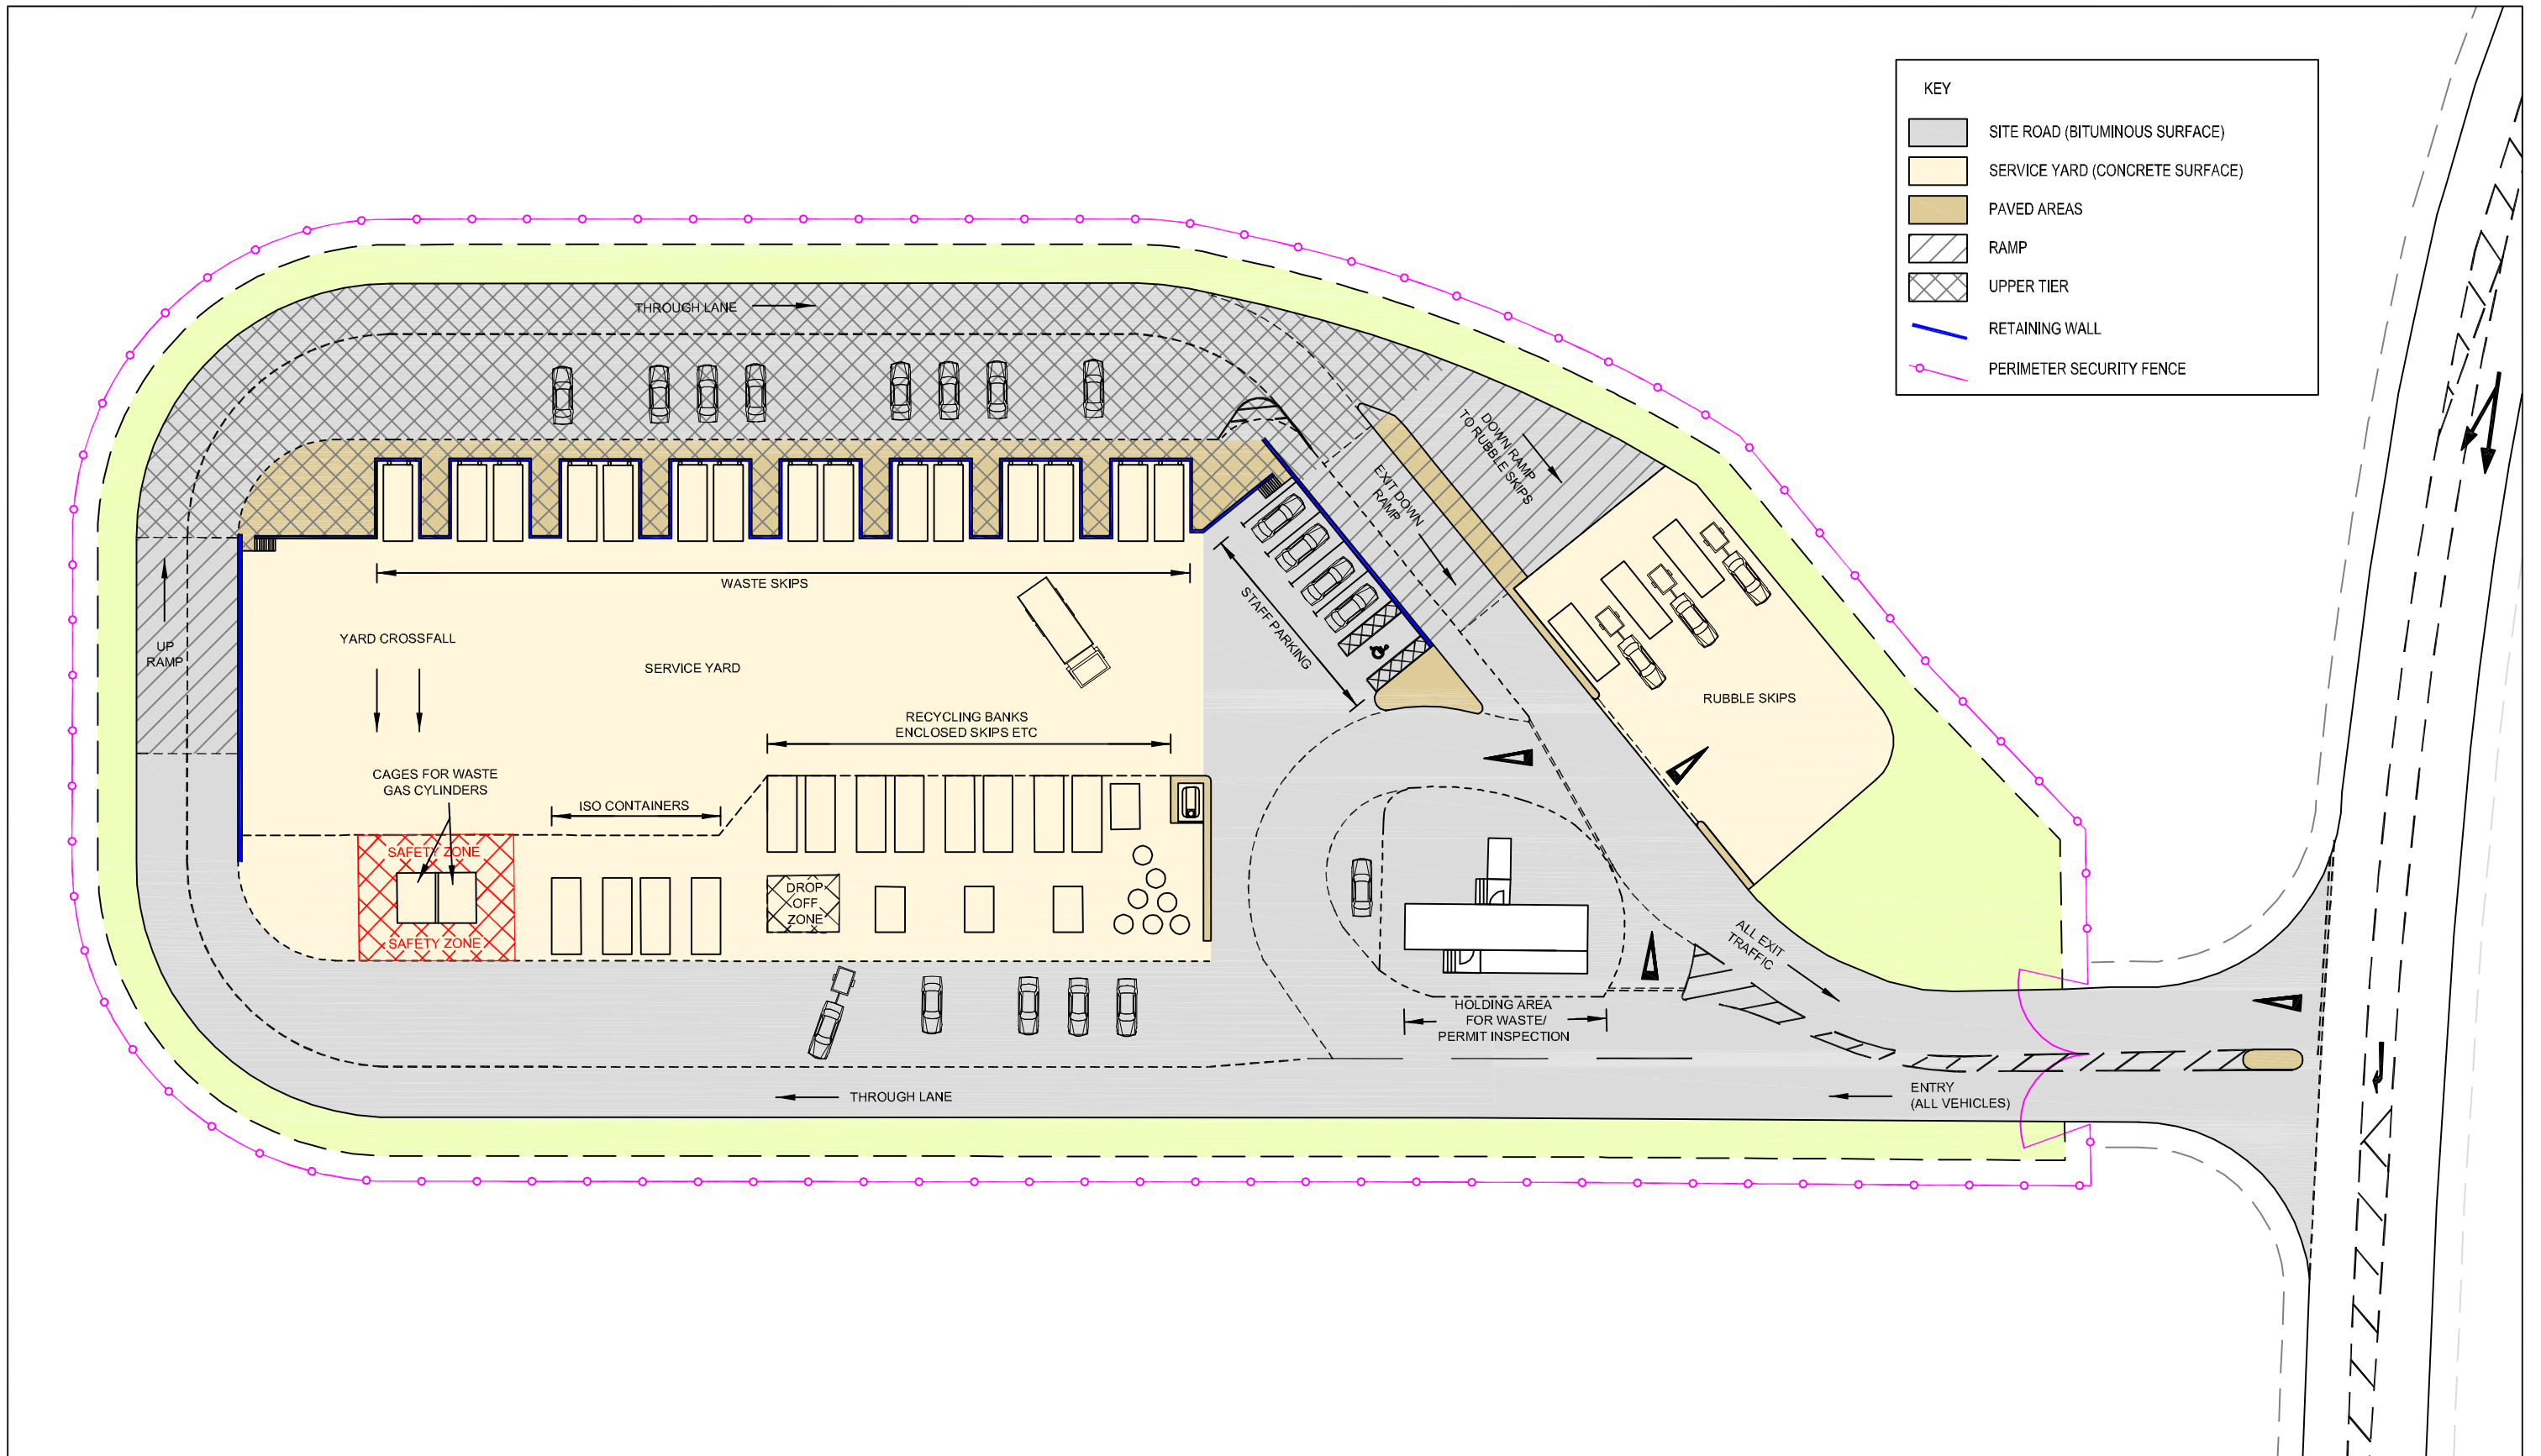 KEY
SITE ROAD (BITUMINOUS SURFACE)
SERVICE YARD (CONCRETE SURFACE)
PAVED AREAS
RAMP
UPPER TIER
RETAINING WALL
PERIMETER SECURITY FENCE
THROUGH LANE
DOWN RAMP
TO RUBBLE SKIPS
EXIT DOWN
RAMP
WASTE SKIPS
STAFF PARKING
YARD CROSSFALL
UP
RAMP
SERVICE YARD
RUBBLE SKIPS
RECYCLING BANKS
ENCLOSED SKIPS ETC
CAGES FOR WASTE
GAS CYLINDERS
ISO CONTAINERS
SAFETY ZONE
DROP
OFF
ZONE
SAFETY ZONE
ALL EXIT
TRAFFIC
HOLDING AREA
FOR WASTE/
PERMIT INSPECTION
THROUGH LANE
ENTRY
(ALL VEHICLES)